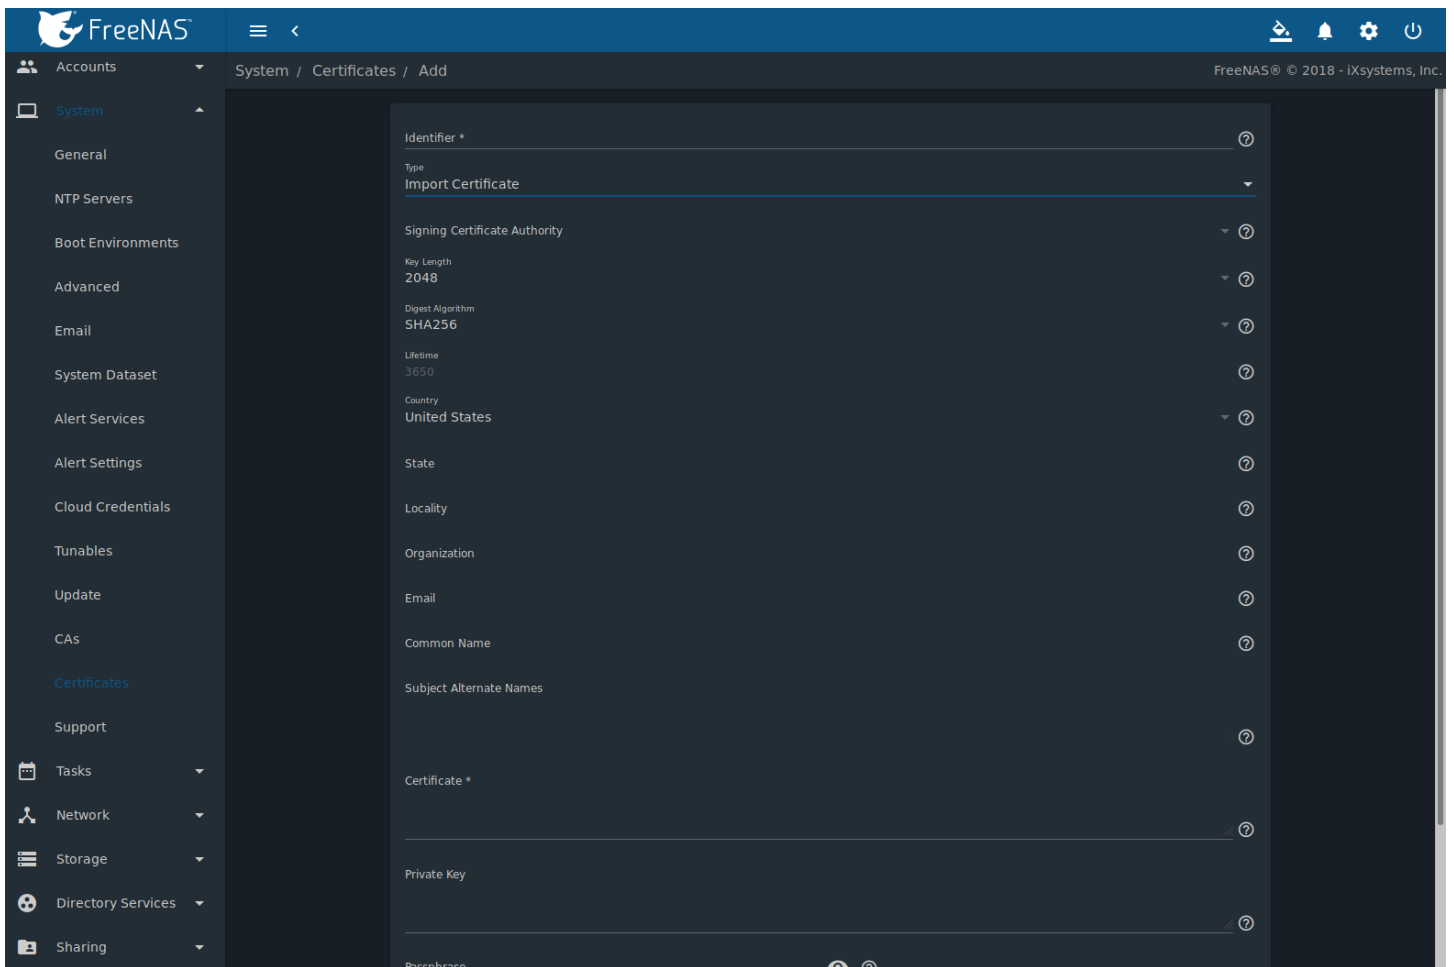 FreeNAS™
System / Certificates / Add
FreeNAS® © 2018 - iXsystems, Inc.
Accounts
System
General
NTP Servers
Boot Environments
Advanced
Email
System Dataset
Alert Services
Alert Settings
Cloud Credentials
Tunables
Update
CAs
Certificates
Support
Tasks
Network
Storage
Directory Services
Sharing
Identifier *
Type
Import Certificate
Signing Certificate Authority
Key Length
2048
Digest Algorithm
SHA256
Lifetime
3650
Country
United States
State
Locality
Organization
Email
Common Name
Subject Alternate Names
Certificate *
Private Key
Passphrase